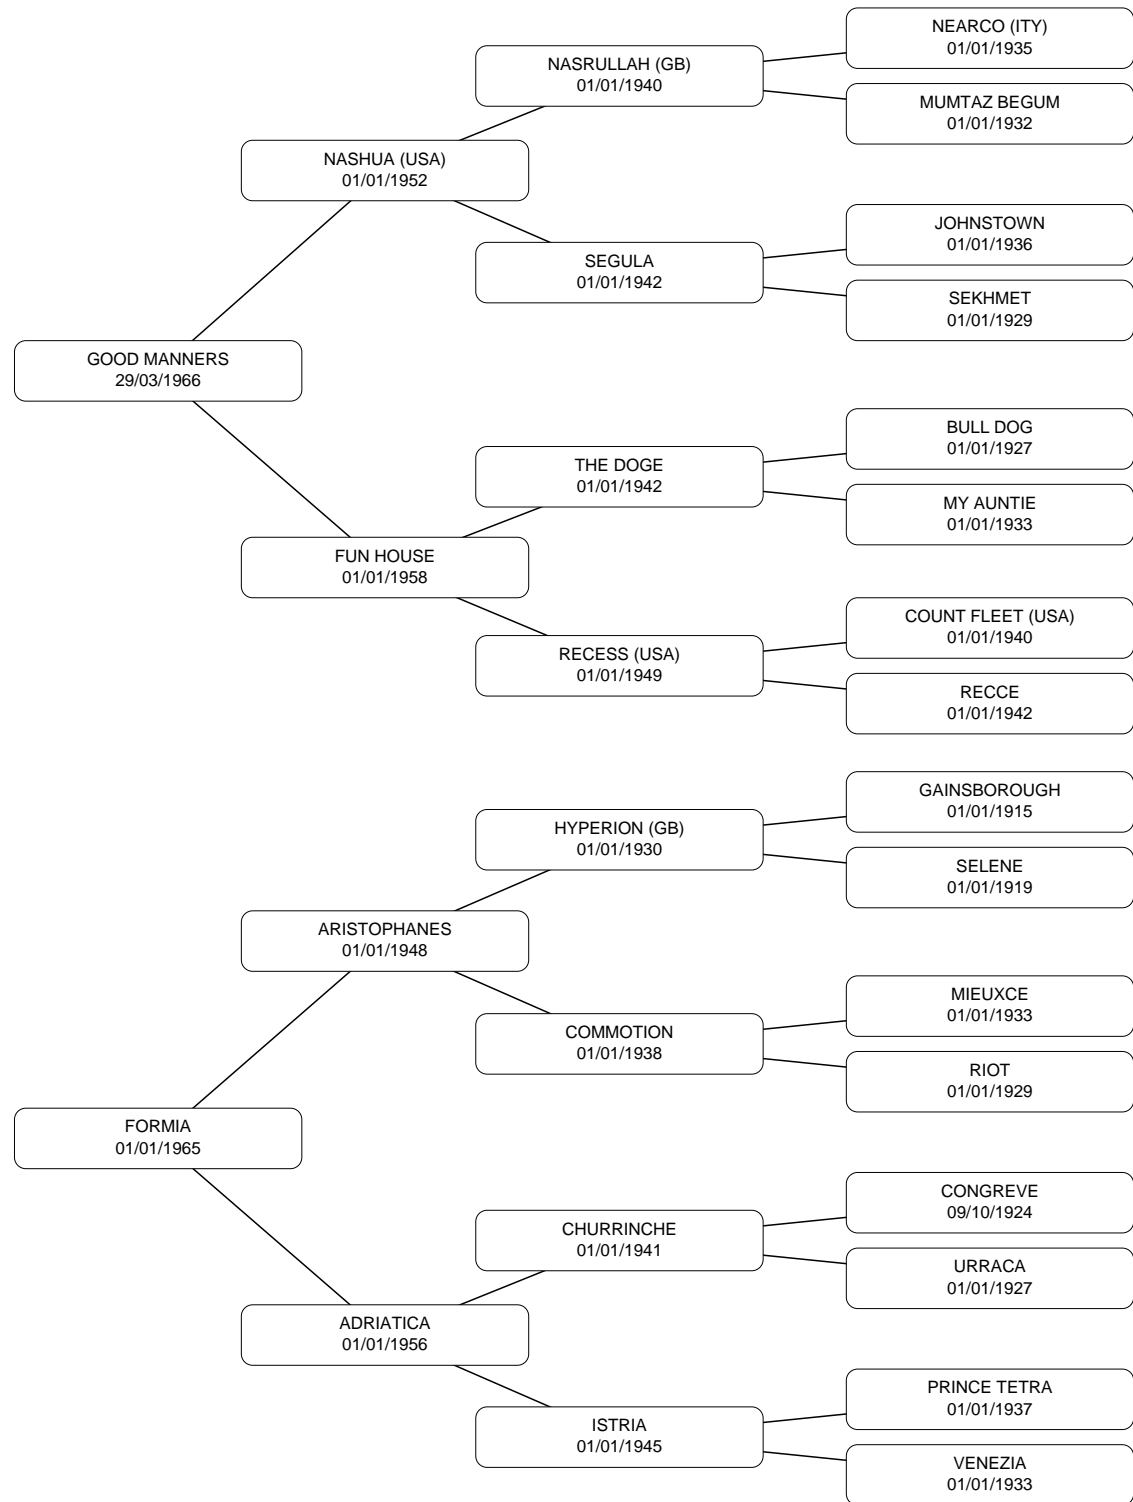 NEARCO (ITY)
01/01/1935
NASRULLAH (GB)
01/01/1940
MUMTAZ BEGUM
01/01/1932
NASHUA (USA)
01/01/1952
JOHNSTOWN
01/01/1936
SEGULA
01/01/1942
SEKHMET
01/01/1929
GOOD MANNERS
29/03/1966
BULL DOG
01/01/1927
THE DOGE
01/01/1942
MY AUNTIE
01/01/1933
FUN HOUSE
01/01/1958
COUNT FLEET (USA)
01/01/1940
RECESS (USA)
01/01/1949
RECCE
01/01/1942
GAINSBOROUGH
01/01/1915
HYPERION (GB)
01/01/1930
SELENE
01/01/1919
ARISTOPHANES
01/01/1948
MIEUXCE
01/01/1933
COMMOTION
01/01/1938
RIOT
01/01/1929
FORMIA
01/01/1965
CONGREVE
09/10/1924
CHURRINCHE
01/01/1941
URRACA
01/01/1927
ADRIATICA
01/01/1956
PRINCE TETRA
01/01/1937
ISTRIA
01/01/1945
VENEZIA
01/01/1933